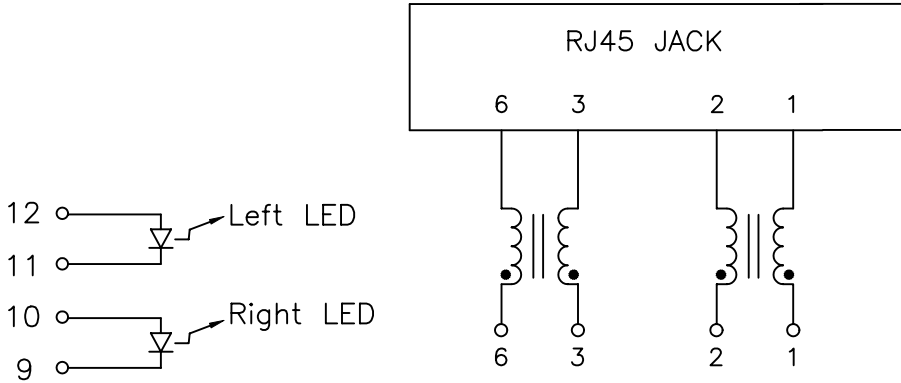 RJ45 JACK
6 3 2 1
12 Left LED
11
10 Right LED
9
6 3 2 1